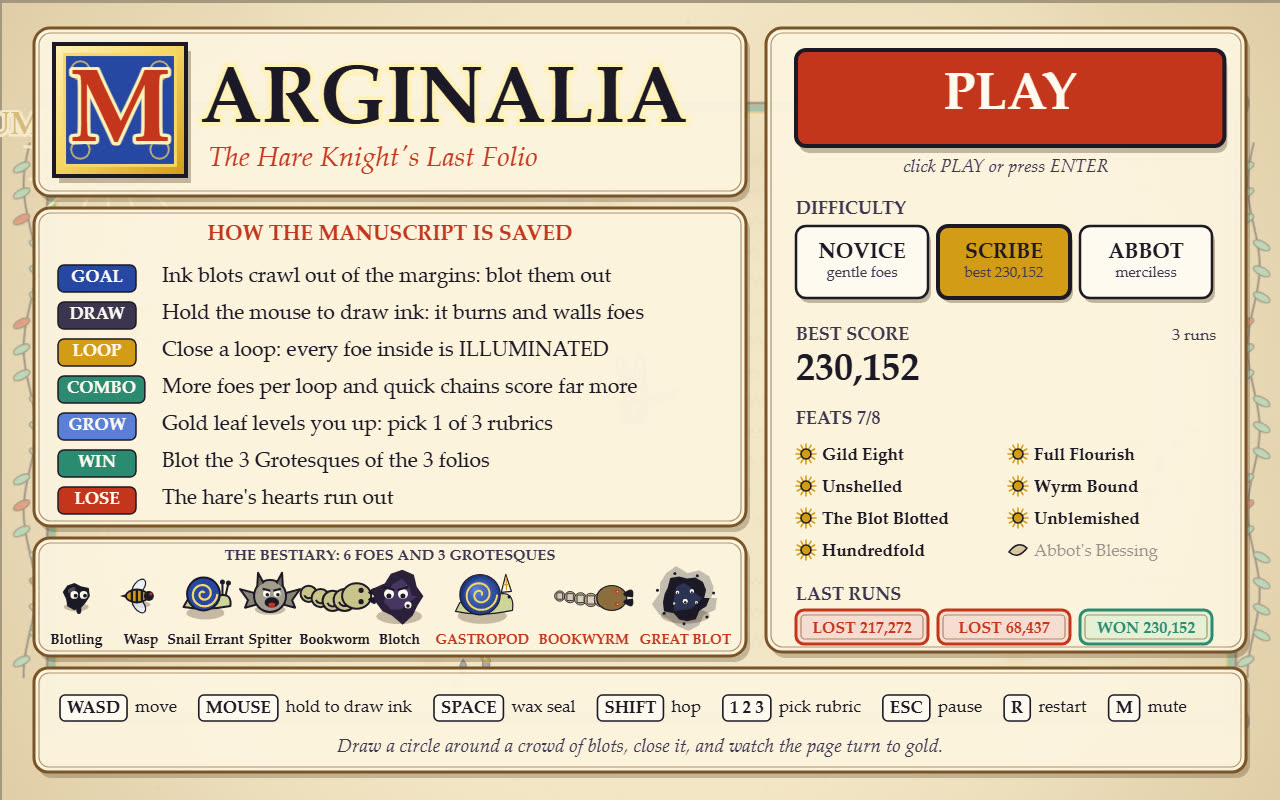 MARGINALIA
The Hare Knight's Last Folio
HOW THE MANUSCRIPT IS SAVED
GOAL Ink blots crawl out of the margins: blot them out
DRAW Hold the mouse to draw ink: it burns and walls foes
LOOP Close a loop: every foe inside is ILLUMINATED
COMBO More foes per loop and quick chains score far more
GROW Gold leaf levels you up: pick 1 of 3 rubrics
WIN Blot the 3 Grotesques of the 3 folios
LOSE The hare's hearts run out
THE BESTIARY: 6 FOES AND 3 GROTESQUES
Blotling Wasp Snail Errant Spitter Bookworm Blotch GASTROPOD BOOKWYRM GREAT BLOT
PLAY
click PLAY or press ENTER
DIFFICULTY
NOVICE
gentle foes
SCRIBE
best 230,152
ABBOT
merciless
BEST SCORE 3 runs
230,152
FEATS 7/8
Gild Eight Full Flourish
Unshelled Wyrm Bound
The Blot Blotted Unblemished
Hundredfold Abbot's Blessing
LAST RUNS
LOST 217,272 LOST 68,437 WON 230,152
WASD move MOUSE hold to draw ink SPACE wax seal SHIFT hop 1 2 3 pick rubric ESC pause R restart M mute
Draw a circle around a crowd of blots, close it, and watch the page turn to gold.